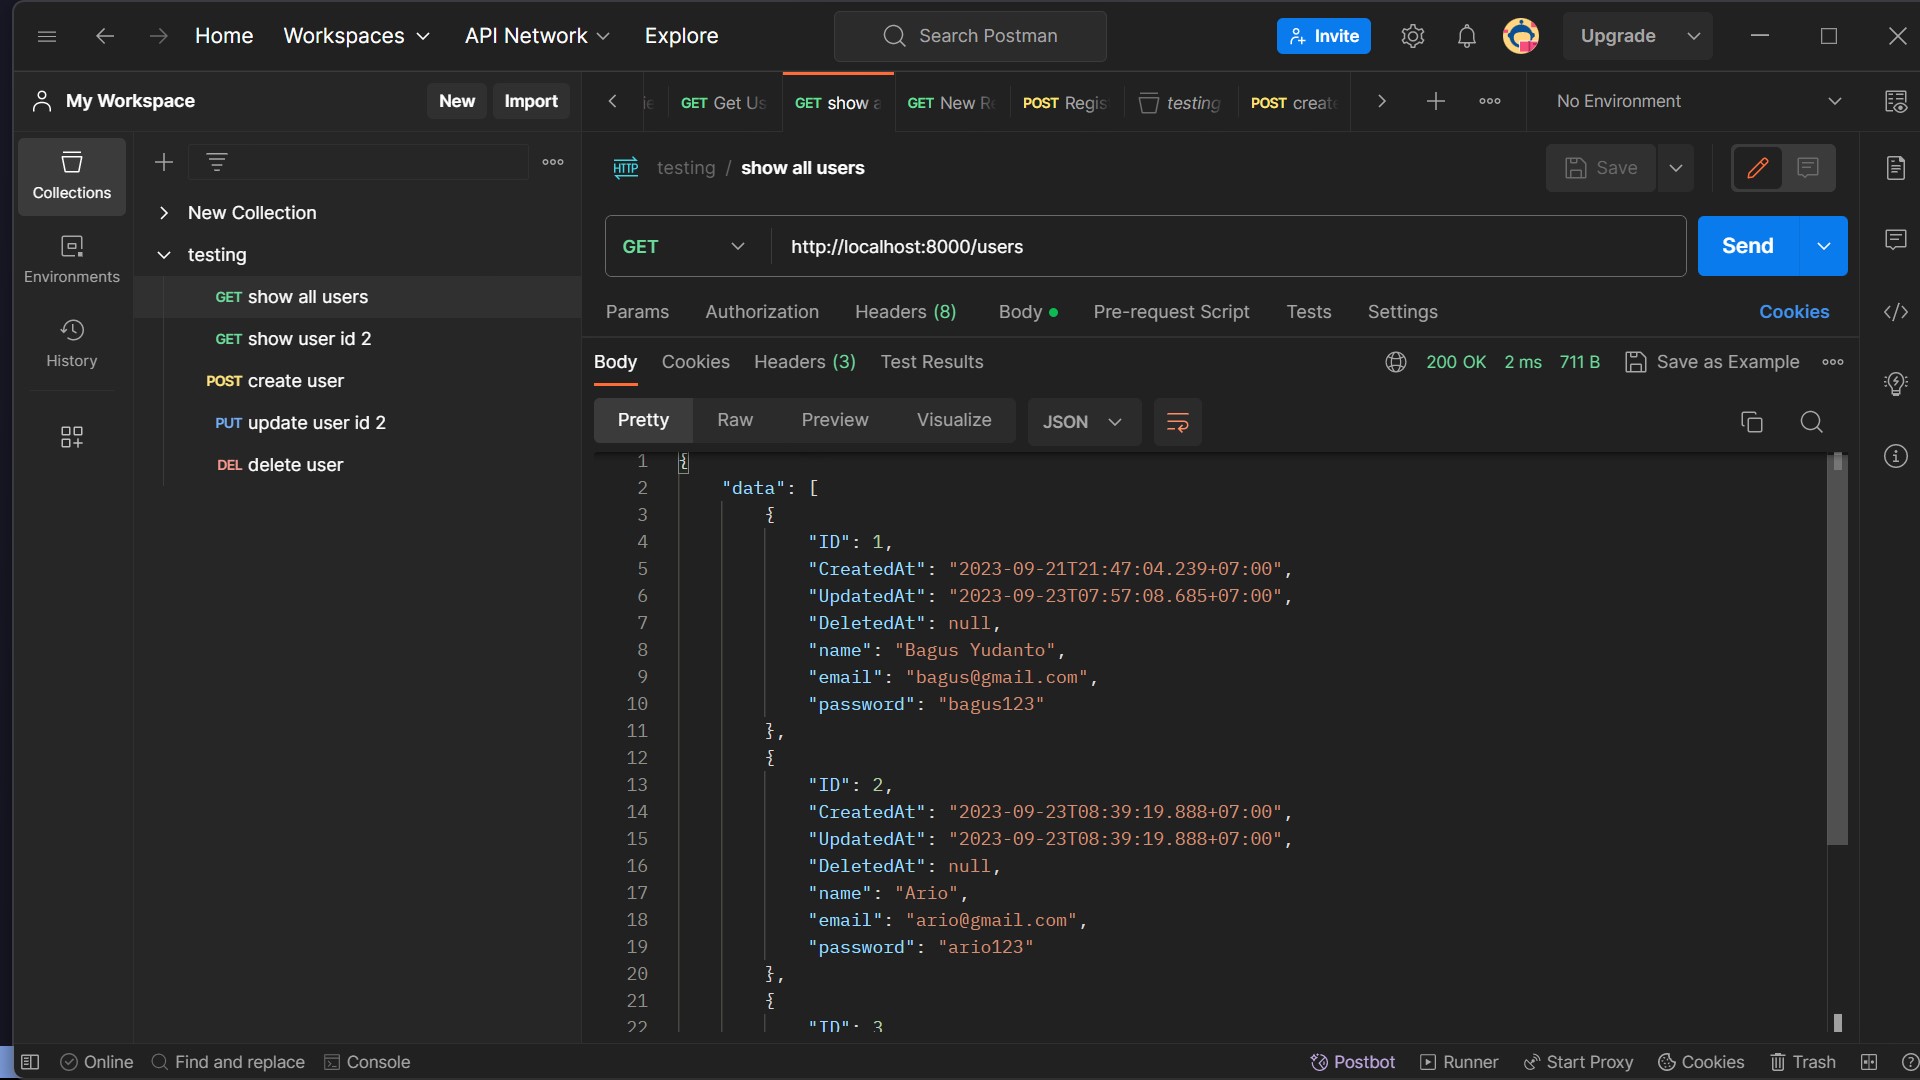 Home Workspaces API Network Explore Search Postman Invite Upgrade
My Workspace New Import
GET Get Us GET show a GET New Re POST Regis testing POST create No Environment
Collections
Environments
History
New Collection
testing
GET show all users
GET show user id 2
POST create user
PUT update user id 2
DEL delete user
HTTP testing / show all users Save
GET http://localhost:8000/users Send
Params Authorization Headers (8) Body Pre-request Script Tests Settings Cookies
Body Cookies Headers (3) Test Results 200 OK 2 ms 711 B Save as Example
Pretty Raw Preview Visualize JSON
1 {
2 "data": [
3 {
4 "ID": 1,
5 "CreatedAt": "2023-09-21T21:47:04.239+07:00",
6 "UpdatedAt": "2023-09-23T07:57:08.685+07:00",
7 "DeletedAt": null,
8 "name": "Bagus Yudanto",
9 "email": "bagus@gmail.com",
10 "password": "bagus123"
11 },
12 {
13 "ID": 2,
14 "CreatedAt": "2023-09-23T08:39:19.888+07:00",
15 "UpdatedAt": "2023-09-23T08:39:19.888+07:00",
16 "DeletedAt": null,
17 "name": "Ario",
18 "email": "ario@gmail.com",
19 "password": "ario123"
20 },
21 {
22 "ID": 3
Online Find and replace Console Postbot Runner Start Proxy Cookies Trash